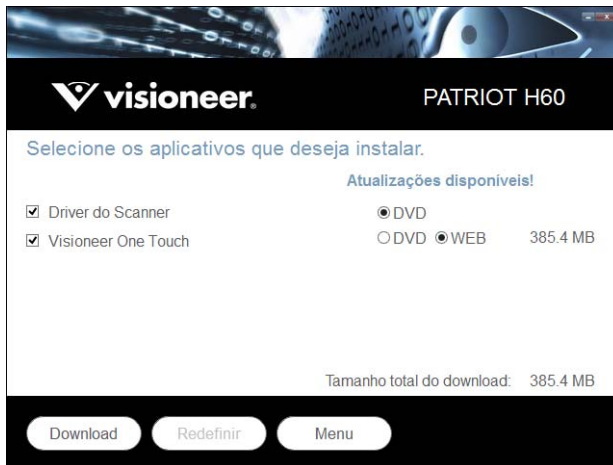 visioneer®
PATRIOT H60
Selecione os aplicativos que deseja instalar.
Atualizações disponíveis!
Driver do Scanner DVD
Visioneer One Touch DVD WEB 385.4 MB
Tamanho total do download: 385.4 MB
Download Redefinir Menu